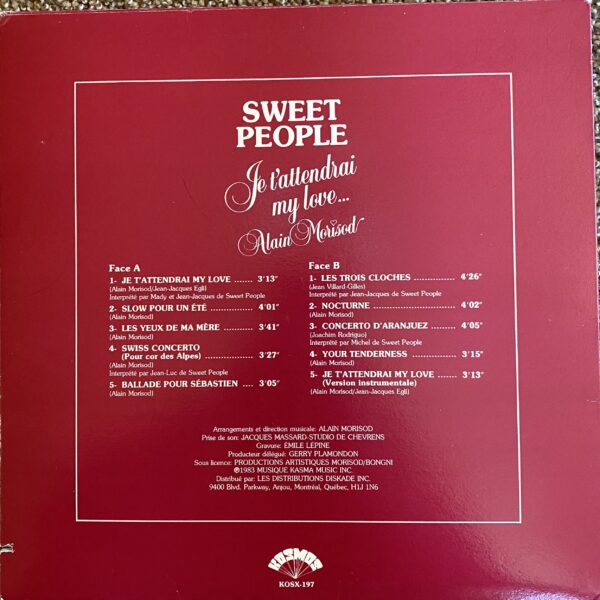 SWEET
PEOPLE
Je t'attendrai
my love...
Alain Morisod
Face A
1- JE T'ATTENDRAI MY LOVE ....... 3'13"
(Alain Morisod/Jean-Jacques Egli)
Interprété par Mady et Jean-Jacques de Sweet People
2- SLOW POUR UN ÉTÉ ............ 4'01"
(Alain Morisod)
3- LES YEUX DE MA MÈRE ......... 3'41"
(Alain Morisod)
4- SWISS CONCERTO
(Pour cor des Alpes) .............. 3'27"
(Alain Morisod)
Interprété par Jean-Luc de Sweet People
5- BALLADE POUR SÉBASTIEN .... 3'05"
(Alain Morisod)
Face B
1- LES TROIS CLOCHES ............... 4'26"
(Jean Villard-Gilles)
Interprété par Jean-Jacques de Sweet People
2- NOCTURNE ........................... 4'02"
(Alain Morisod)
3- CONCERTO D'ARANJUEZ ........ 4'05"
(Joachim Rodriguo)
Interprété par Michel de Sweet People
4- YOUR TENDERNESS ............... 3'15"
(Alain Morisod)
5- JE T'ATTENDRAI MY LOVE ....... 3'13"
(Version instrumentale)
(Alain Morisod/Jean-Jacques Egli)
Arrangements et direction musicale: ALAIN MORISOD
Prise de son: JACQUES MASSARD-STUDIO DE CHEVRENS
Gravure: ÉMILE LÉPINE
Producteur délégué: GERRY PLAMONDON
Sous licence: PRODUCTIONS ARTISTIQUES MORISOD/BONGNI
℗1983 MUSIQUE KASMA MUSIC INC.
Distribué par: LES DISTRIBUTIONS DISKADE INC.
9400 Blvd. Parkway, Anjou, Montréal, Québec, H1J 1N6
KOSMOS
KOSX-197